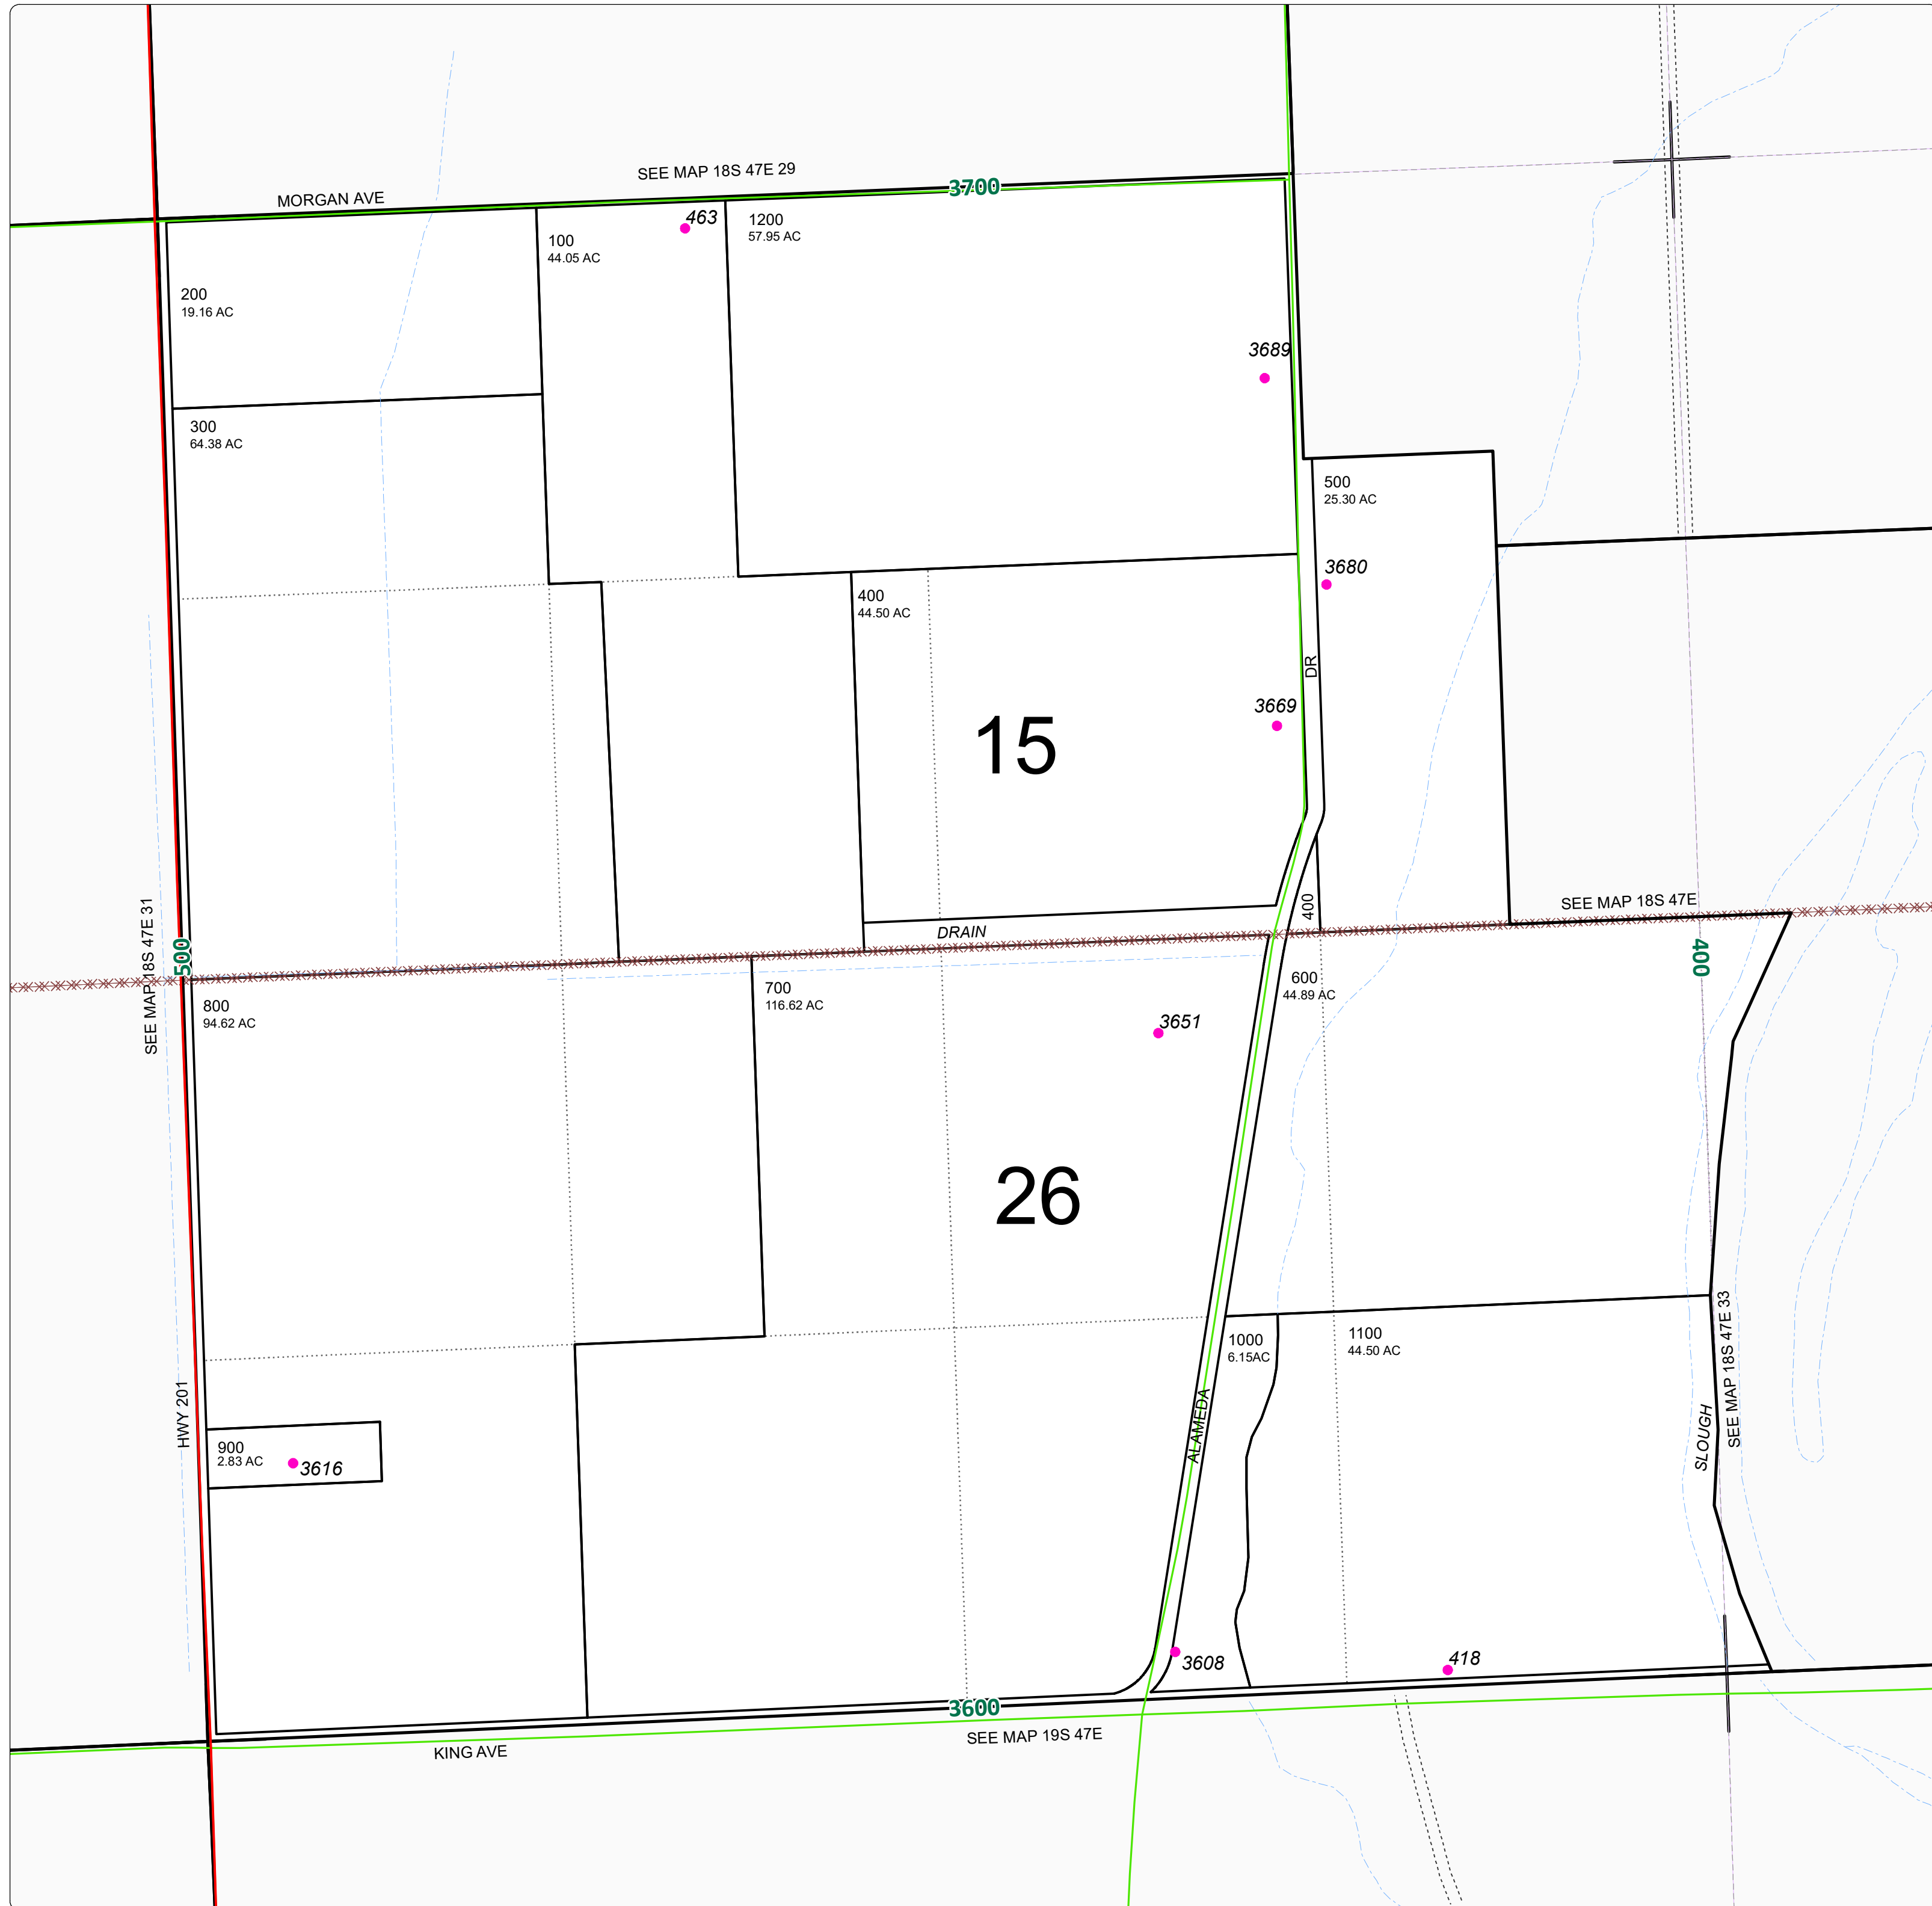 SEE MAP 18S 47E 29
MORGAN AVE
3700
463
100
44.05 AC
1200
57.95 AC
200
19.16 AC
3689
300
64.38 AC
500
25.30 AC
3680
400
44.50 AC
DR
3669
15
SEE MAP 18S 47E
400
DRAIN
SEE MAP 18S 47E 31
500
400
600
44.89 AC
700
116.62 AC
800
94.62 AC
3651
26
1000
6.15AC
1100
44.50 AC
SEE MAP 18S 47E 33
SLOUGH
ALAMEDA
HWY 201
900
2.83 AC
3616
3608
418
3600
SEE MAP 19S 47E
KING AVE